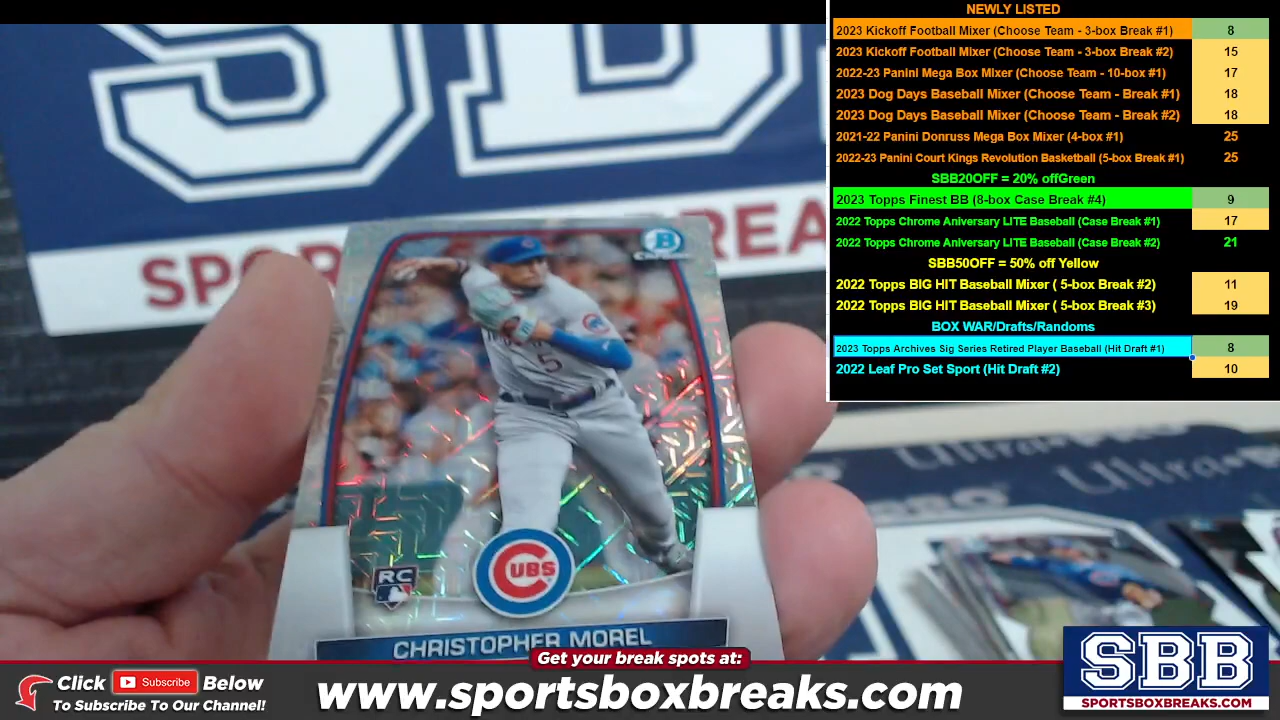 NEWLY LISTED
2023 Kickoff Football Mixer (Choose Team - 3-box Break #1) 8
2023 Kickoff Football Mixer (Choose Team - 3-box Break #2) 15
2022-23 Panini Mega Box Mixer (Choose Team - 10-box #1) 17
2023 Dog Days Baseball Mixer (Choose Team - Break #1) 18
2023 Dog Days Baseball Mixer (Choose Team - Break #2) 18
2021-22 Panini Donruss Mega Box Mixer (4-box #1) 25
2022-23 Panini Court Kings Revolution Basketball (5-box Break #1) 25
SBB20OFF = 20% offGreen
2023 Topps Finest BB (8-box Case Break #4) 9
2022 Topps Chrome Aniversary LITE Baseball (Case Break #1) 17
2022 Topps Chrome Aniversary LITE Baseball (Case Break #2) 21
SBB50OFF = 50% off Yellow
2022 Topps BIG HIT Baseball Mixer ( 5-box Break #2) 11
2022 Topps BIG HIT Baseball Mixer ( 5-box Break #3) 19
BOX WAR/Drafts/Randoms
2023 Topps Archives Sig Series Retired Player Baseball (Hit Draft #1) 8
2022 Leaf Pro Set Sport (Hit Draft #2) 10
B
Chrome
5
RC
CUBS
CHRISTOPHER MOREL
Ultra
Get your break spots at:
Click Subscribe Below
To Subscribe To Our Channel!
www.sportsboxbreaks.com
SBB
SPORTSBOXBREAKS.COM